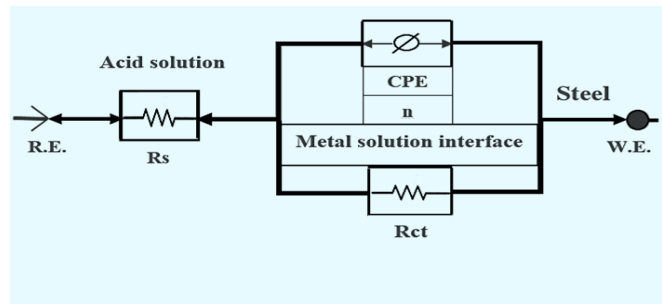 Acid solution
CPE
Steel
n
Metal solution interface
R.E.
Rs
W.E.
Rct